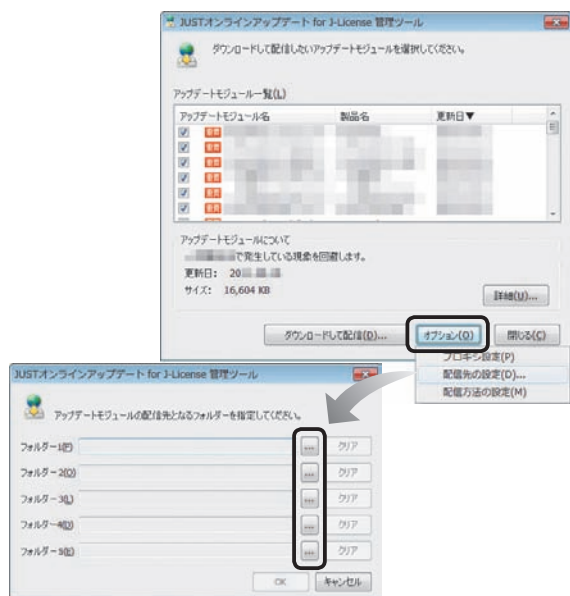 JUSTオンラインアップデート for J-License 管理ツール
ダウンロードして配信したいアップデートモジュールを選択してください。
アップデートモジュール一覧(L)
アップデートモジュール名 製品名 更新日▼
重要
重要
重要
重要
重要
重要
アップデートモジュールについて
で発生している現象を回避します。
更新日: 20
サイズ: 16,604 KB
詳細(U)...
ダウンロードして配信(D)... オプション(O) 閉じる(C)
プロキシ設定(P)
配信先の設定(D)...
配信方法の設定(M)
JUSTオンラインアップデート for J-License 管理ツール
アップデートモジュールの配信先となるフォルダーを指定してください。
フォルダー1(F) ... クリア
フォルダー2(O) ... クリア
フォルダー3(L) ... クリア
フォルダー4(D) ... クリア
フォルダー5(E) ... クリア
OK キャンセル